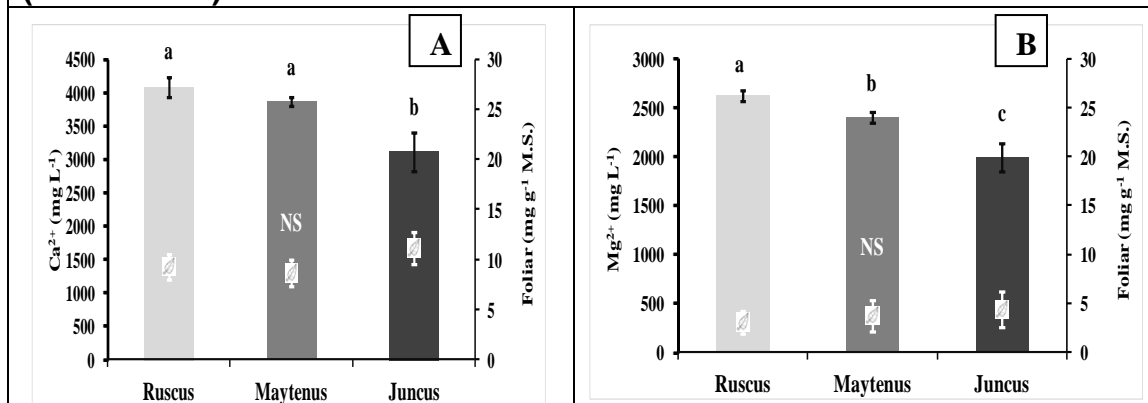 A
a
a
b
4500
4000
3500
3000
2500
2000
1500
1000
500
0
Ca²⁺ (mg L⁻¹)
NS
30
25
20
15
10
5
0
Foliar (mg g⁻¹ M.S.)
Ruscus Maytenus Juncus
B
a
b
c
3000
2500
2000
1500
1000
500
0
Mg²⁺ (mg L⁻¹)
NS
30
25
20
15
10
5
0
Foliar (mg g⁻¹ M.S.)
Ruscus Maytenus Juncus